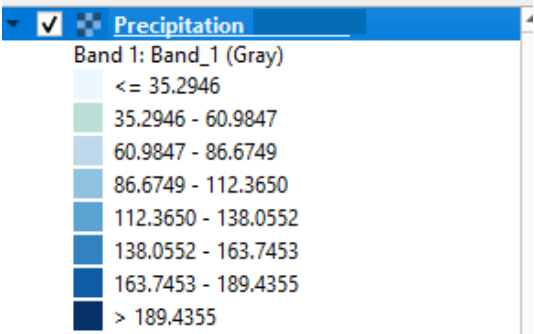 Precipitation
Band 1: Band_1 (Gray)
<= 35.2946
35.2946 - 60.9847
60.9847 - 86.6749
86.6749 - 112.3650
112.3650 - 138.0552
138.0552 - 163.7453
163.7453 - 189.4355
> 189.4355